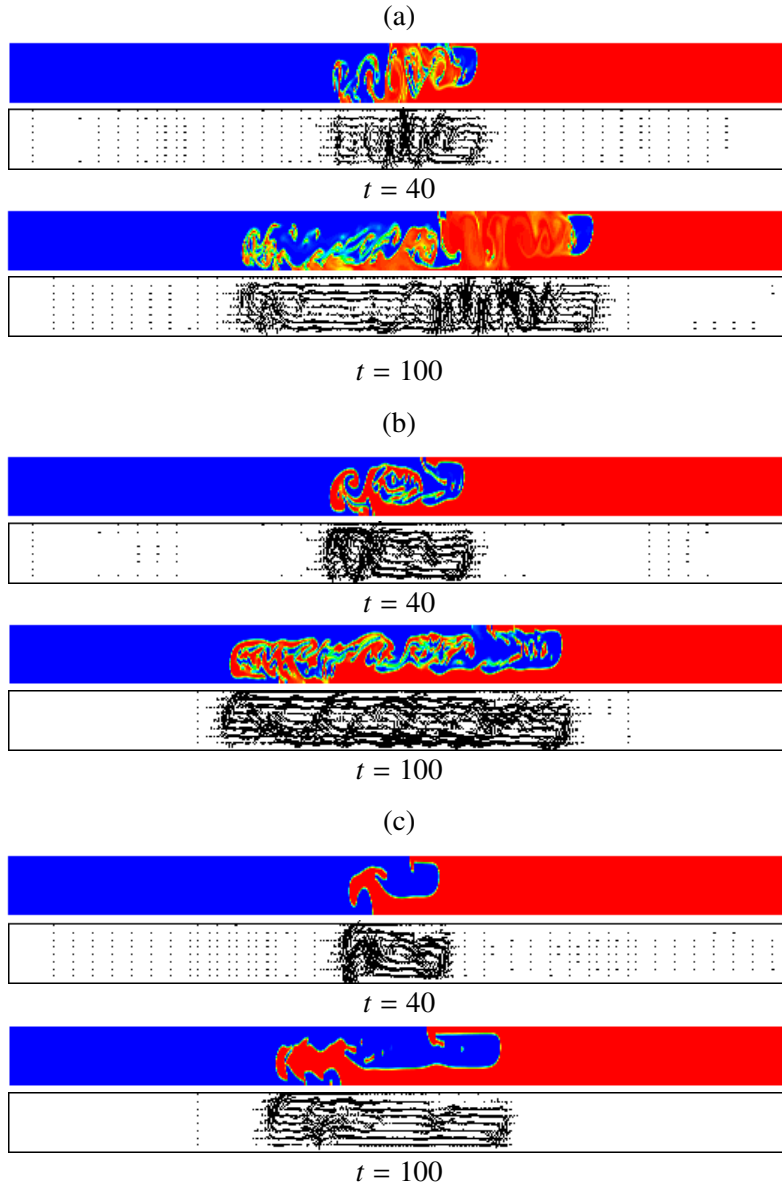 (a)
t = 40
t = 100
(b)
t = 40
t = 100
(c)
t = 40
t = 100